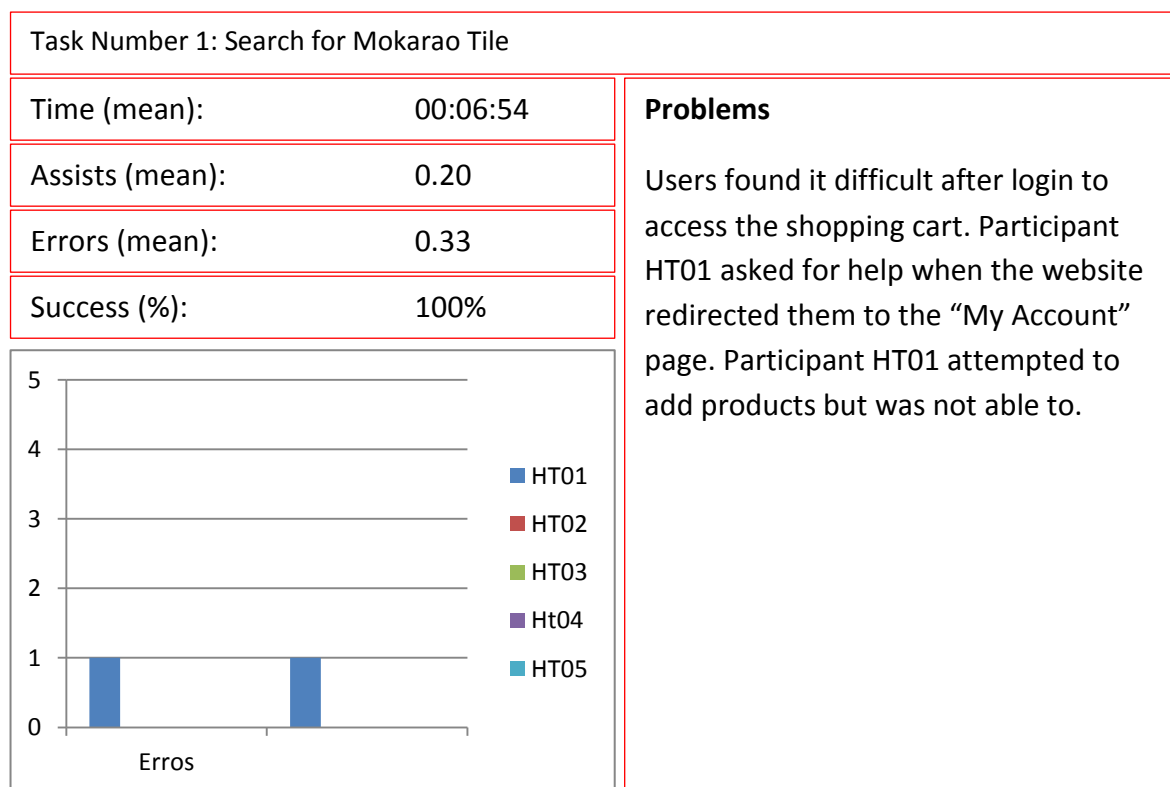 Task Number 1: Search for Mokarao Tile
Time (mean): 00:06:54
Assists (mean): 0.20
Errors (mean): 0.33
Success (%): 100%
Problems
Users found it difficult after login to
access the shopping cart. Participant
HT01 asked for help when the website
redirected them to the “My Account”
page. Participant HT01 attempted to
add products but was not able to.
5
4
3
2
1
0
Erros
HT01
HT02
HT03
Ht04
HT05